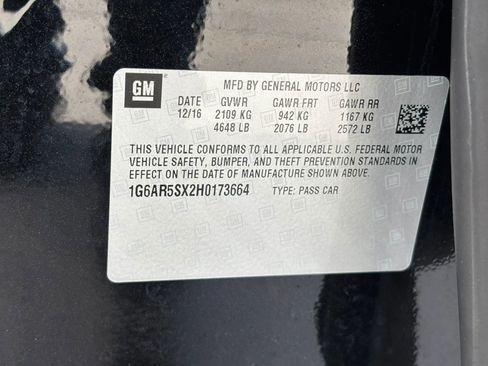 GM
MFD BY GENERAL MOTORS LLC
DATE GVWR GAWR FRT GAWR RR
12/16 2109 KG 942 KG 1167 KG
4648 LB 2076 LB 2572 LB
THIS VEHICLE CONFORMS TO ALL APPLICABLE U.S. FEDERAL MOTOR
VEHICLE SAFETY, BUMPER, AND THEFT PREVENTION STANDARDS IN
EFFECT ON THE DATE OF MANUFACTURE SHOWN ABOVE.
1G6AR5SX2H0173664 TYPE: PASS CAR